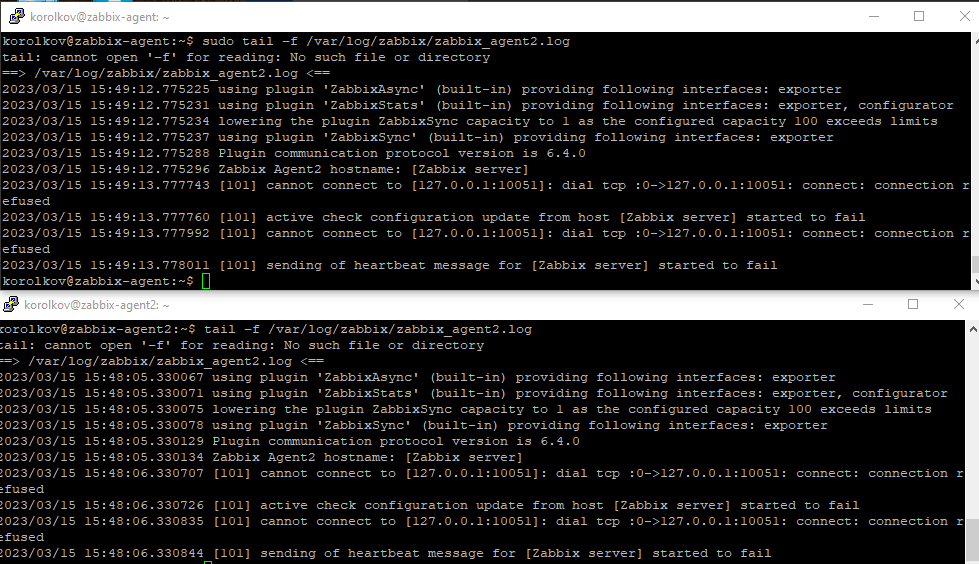 korolkov@zabbix-agent: ~
korolkov@zabbix-agent:~$ sudo tail -f /var/log/zabbix/zabbix_agent2.log
tail: cannot open '-f' for reading: No such file or directory
==> /var/log/zabbix/zabbix_agent2.log <==
2023/03/15 15:49:12.775225 using plugin 'ZabbixAsync' (built-in) providing following interfaces: exporter
2023/03/15 15:49:12.775231 using plugin 'ZabbixStats' (built-in) providing following interfaces: exporter, configurator
2023/03/15 15:49:12.775234 lowering the plugin ZabbixSync capacity to 1 as the configured capacity 100 exceeds limits
2023/03/15 15:49:12.775237 using plugin 'ZabbixSync' (built-in) providing following interfaces: exporter
2023/03/15 15:49:12.775288 Plugin communication protocol version is 6.4.0
2023/03/15 15:49:12.775296 Zabbix Agent2 hostname: [Zabbix server]
2023/03/15 15:49:13.777743 [101] cannot connect to [127.0.0.1:10051]: dial tcp :0->127.0.0.1:10051: connect: connection r
efused
2023/03/15 15:49:13.777760 [101] active check configuration update from host [Zabbix server] started to fail
2023/03/15 15:49:13.777992 [101] cannot connect to [127.0.0.1:10051]: dial tcp :0->127.0.0.1:10051: connect: connection r
efused
2023/03/15 15:49:13.778011 [101] sending of heartbeat message for [Zabbix server] started to fail
korolkov@zabbix-agent:~$
korolkov@zabbix-agent2: ~
korolkov@zabbix-agent2:~$ tail -f /var/log/zabbix/zabbix_agent2.log
tail: cannot open '-f' for reading: No such file or directory
==> /var/log/zabbix/zabbix_agent2.log <==
2023/03/15 15:48:05.330067 using plugin 'ZabbixAsync' (built-in) providing following interfaces: exporter
2023/03/15 15:48:05.330071 using plugin 'ZabbixStats' (built-in) providing following interfaces: exporter, configurator
2023/03/15 15:48:05.330075 lowering the plugin ZabbixSync capacity to 1 as the configured capacity 100 exceeds limits
2023/03/15 15:48:05.330078 using plugin 'ZabbixSync' (built-in) providing following interfaces: exporter
2023/03/15 15:48:05.330129 Plugin communication protocol version is 6.4.0
2023/03/15 15:48:05.330134 Zabbix Agent2 hostname: [Zabbix server]
2023/03/15 15:48:06.330707 [101] cannot connect to [127.0.0.1:10051]: dial tcp :0->127.0.0.1:10051: connect: connection r
efused
2023/03/15 15:48:06.330726 [101] active check configuration update from host [Zabbix server] started to fail
2023/03/15 15:48:06.330835 [101] cannot connect to [127.0.0.1:10051]: dial tcp :0->127.0.0.1:10051: connect: connection r
efused
2023/03/15 15:48:06.330844 [101] sending of heartbeat message for [Zabbix server] started to fail